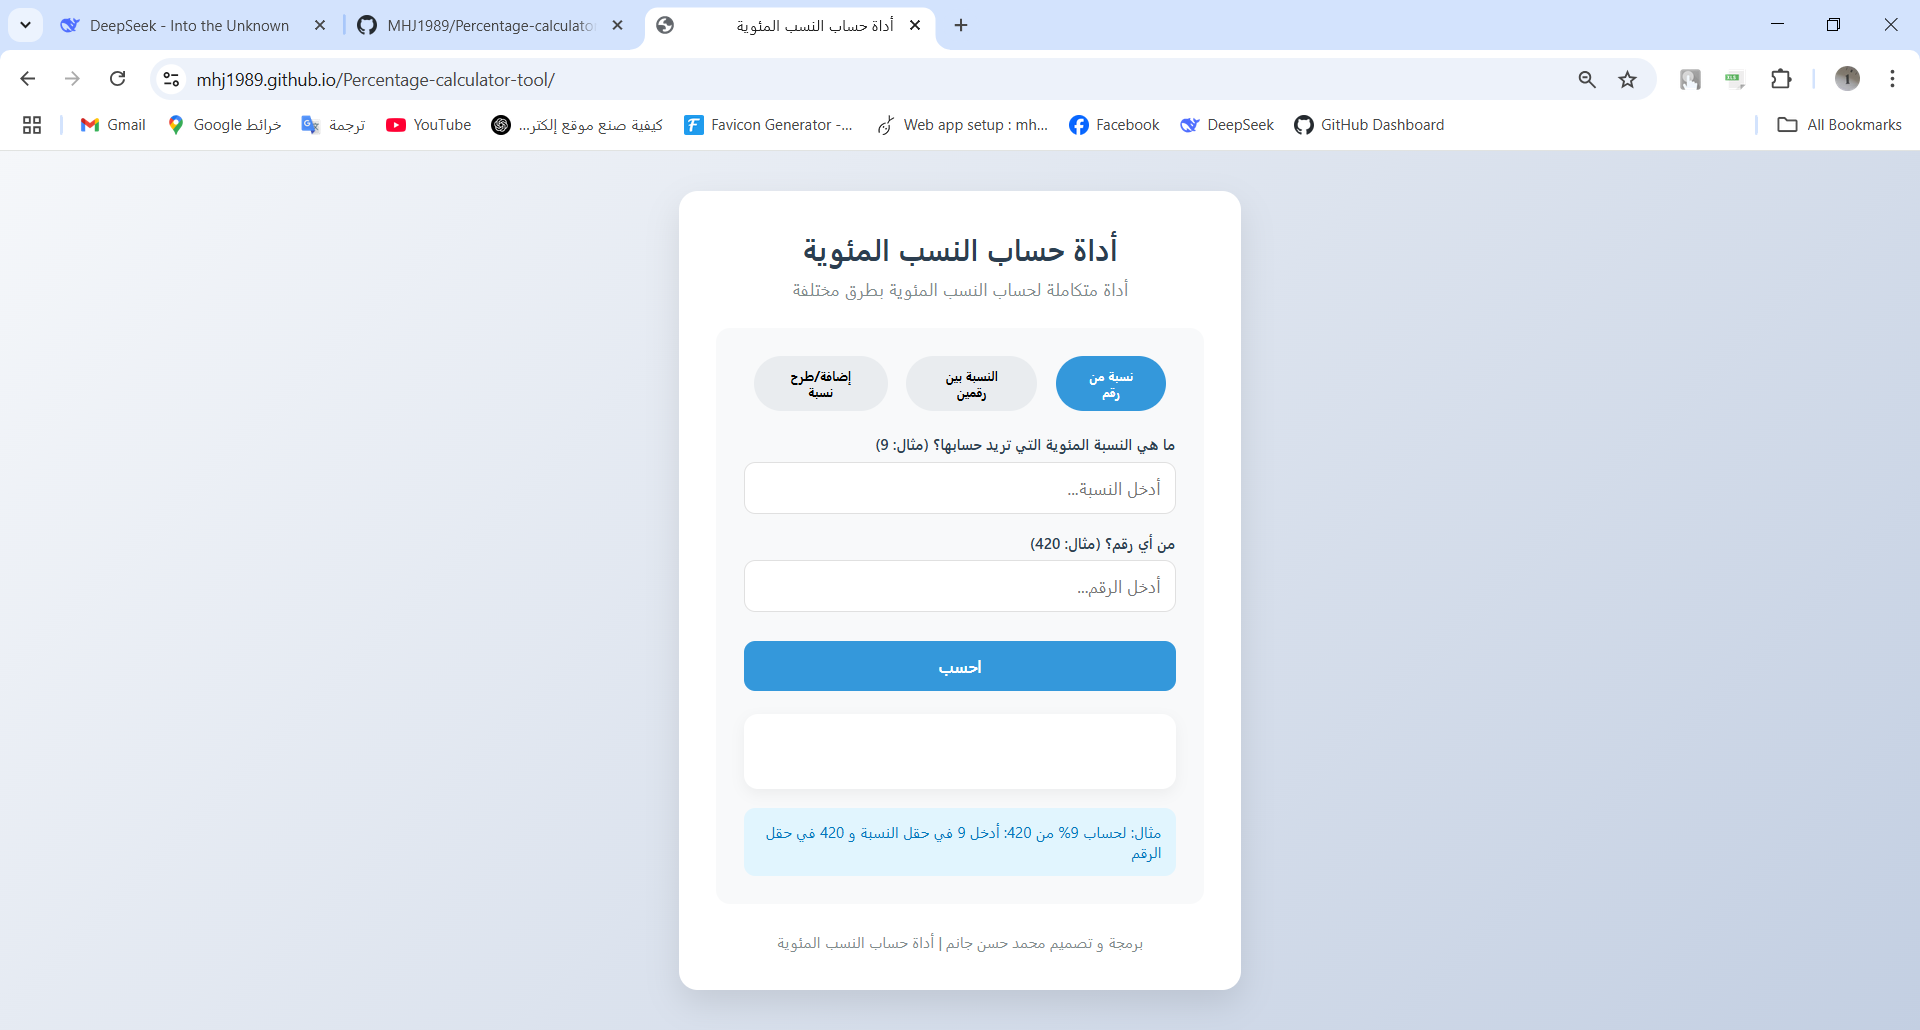 DeepSeek - Into the Unknown
MHJ1989/Percentage-calculator
أداة حساب النسب المئوية
mhj1989.github.io/Percentage-calculator-tool/
Gmail
Google خرائط
ترجمة
YouTube
كيفية صنع موقع إلكتر...
Favicon Generator -...
Web app setup : mh...
Facebook
DeepSeek
GitHub Dashboard
All Bookmarks
أداة حساب النسب المئوية
أداة متكاملة لحساب النسب المئوية بطرق مختلفة
نسبة من
رقم
النسبة بين
رقمين
إضافة/طرح
نسبة
ما هي النسبة المئوية التي تريد حسابها؟ (مثال: 9)
أدخل النسبة...
من أي رقم؟ (مثال: 420)
أدخل الرقم...
احسب
مثال: لحساب 9% من 420: أدخل 9 في حقل النسبة و 420 في حقل
الرقم
برمجة و تصميم محمد حسن جانم | أداة حساب النسب المئوية